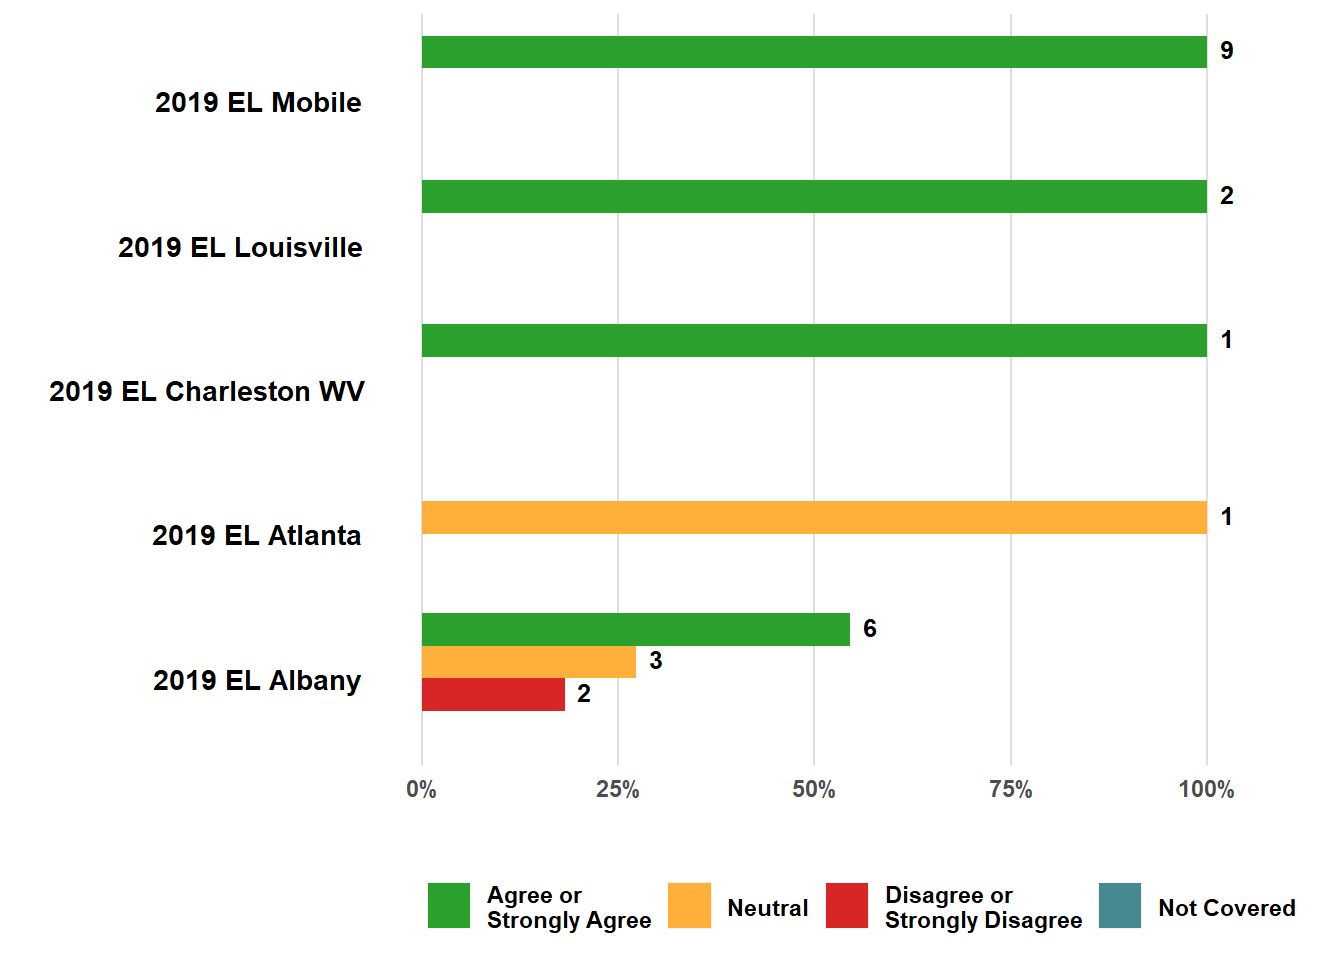 9
2019 EL Mobile
2
2019 EL Louisville
1
2019 EL Charleston WV
1
2019 EL Atlanta
6
3
2019 EL Albany
2
0% 25% 50% 75% 100%
Agree or
Strongly Agree
Neutral
Disagree or
Strongly Disagree
Not Covered